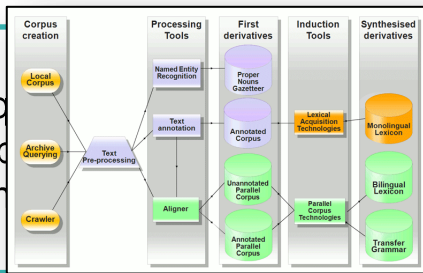 Corpus
creation
Processing
Tools
First
derivatives
Induction
Tools
Synthesised
derivatives
Local
Corpus
Archive
Querying
Crawler
Text
Pre-processing
Named Entity
Recognition
Text
annotation
Aligner
Proper
Nouns
Gazetteer
Annotated
Corpus
Unannotated
Parallel
Corpus
Annotated
Parallel
Corpus
Lexical
Acquisition
Technologies
Parallel
Corpus
Technologies
Monolingual
Lexicon
Bilingual
Lexicon
Transfer
Grammar